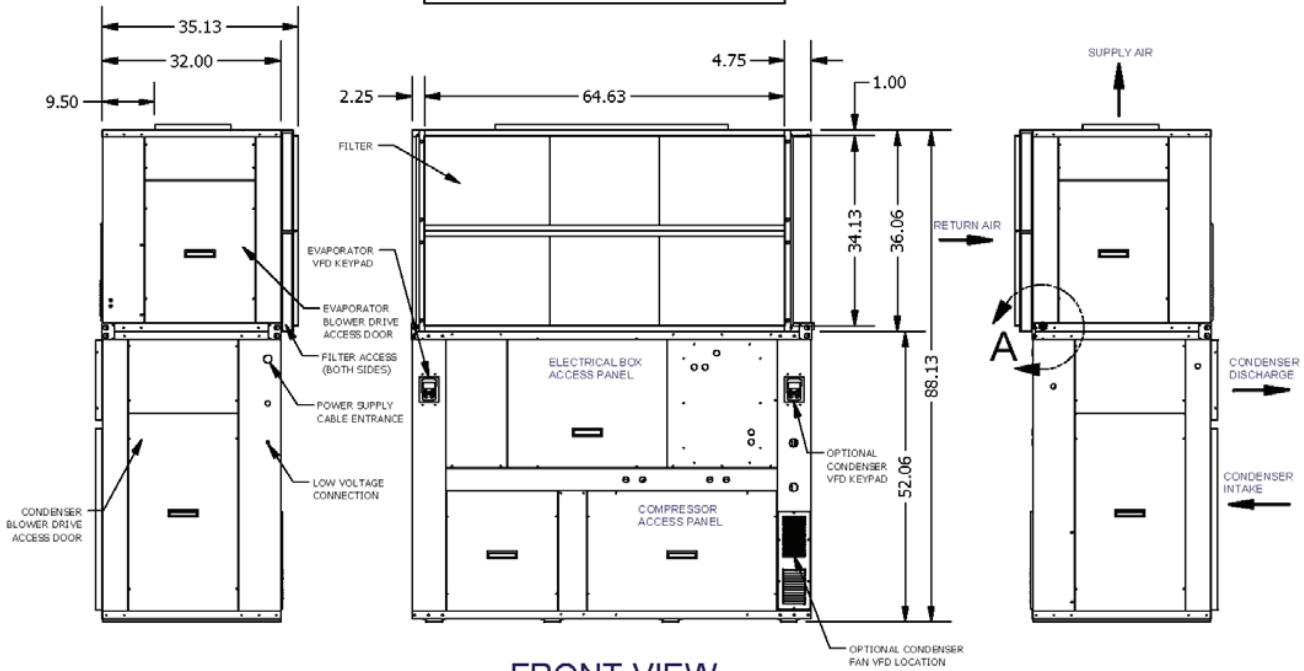 35.13
32.00
9.50
2.25
64.63
4.75
1.00
34.13
36.06
88.13
52.06
FILTER
EVAPORATOR
VFD KEYPAD
EVAPORATOR
BLOWER DRIVE
ACCESS DOOR
FILTER ACCESS
(BOTH SIDES)
POWER SUPPLY
CABLE ENTRANCE
LOW VOLTAGE
CONNECTION
CONDENSER
BLOWER DRIVE
ACCESS DOOR
ELECTRICAL BOX
ACCESS PANEL
COMPRESSOR
ACCESS PANEL
OPTIONAL
CONDENSER
VFD KEYPAD
OPTIONAL CONDENSER
FAN VFD LOCATION
SUPPLY AIR
RETURN AIR
A
CONDENSER
DISCHARGE
CONDENSER
INTAKE
FRONT VIEW